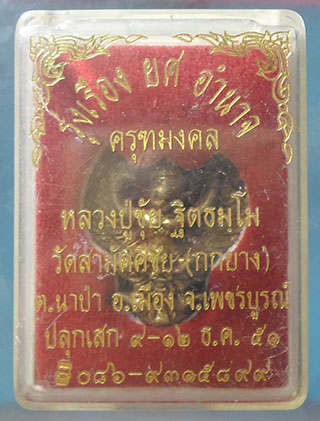 รุ่งเรือง ยศ อำนาจ
ครุฑมงคล
หลวงปู่ชุ้ย ฐิตธมฺโม
วัดสามัคคีชัย (กกยาง)
ต.นาป่า อ.เมือง จ.เพชรบูรณ์
ปลุกเสก ๙-๑๒ ธ.ค. ๕๑
๐๘๖-๙๓๑๕๘๙๙